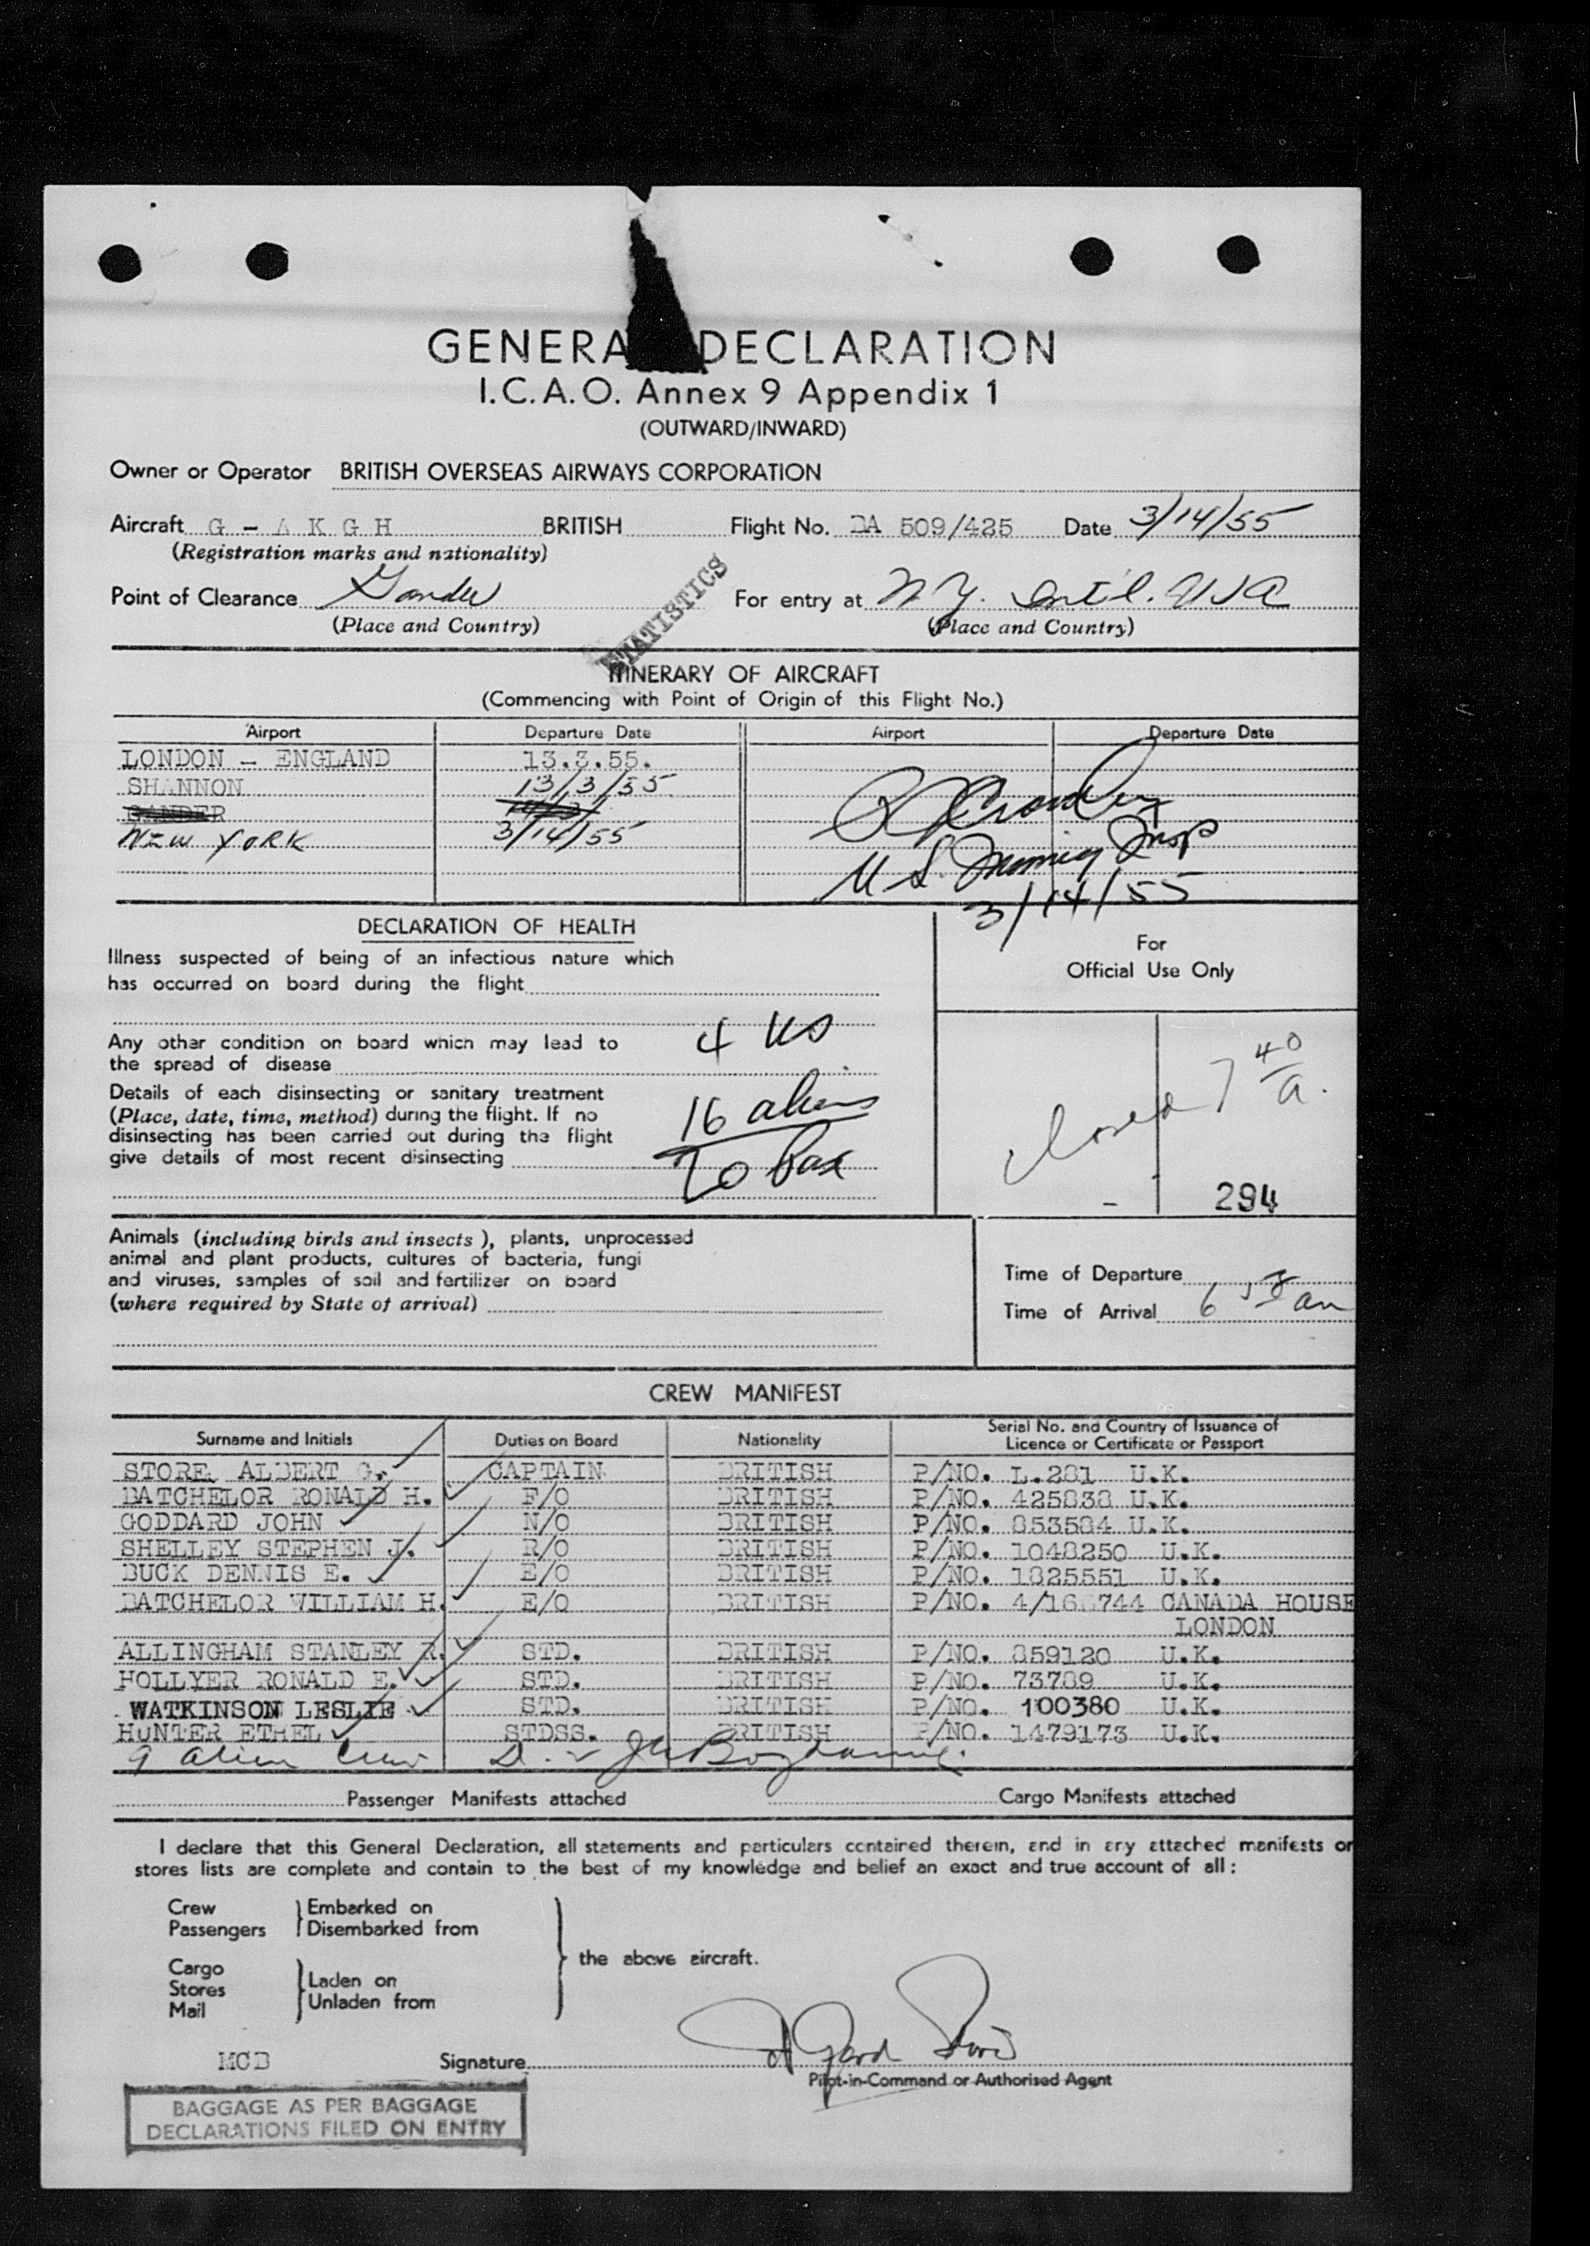 GENERA DECLARATION
I.C.A.O. Annex 9 Appendix 1
(OUTWARD/INWARD)
Owner or Operator BRITISH OVERSEAS AIRWAYS CORPORATION
Aircraft G - A K G H BRITISH Flight No. BA 509/425 Date 3/14/55
(Registration marks and nationality)
Point of Clearance Gander For entry at N.Y. Int'l. USA
(Place and Country) (Place and Country)
STATISTICS
ITINERARY OF AIRCRAFT
(Commencing with Point of Origin of this Flight No.)
Airport Departure Date Airport Departure Date
LONDON - ENGLAND 13.3.55.
SHANNON 13/3/55
GANDER
NEW YORK 3/14/55
U.S. Immig Insp
3/14/55
DECLARATION OF HEALTH
Illness suspected of being of an infectious nature which
has occurred on board during the flight
For
Official Use Only
Any other condition on board which may lead to
the spread of disease
4 US
Details of each disinsecting or sanitary treatment
(Place, date, time, method) during the flight. If no
disinsecting has been carried out during the flight
give details of most recent disinsecting
16 aliens
20 Pax
Closed 7 40/a.
294
Animals (including birds and insects), plants, unprocessed
animal and plant products, cultures of bacteria, fungi
and viruses, samples of soil and fertilizer on board
(where required by State of arrival)
Time of Departure
Time of Arrival 6 am
CREW MANIFEST
Surname and Initials Duties on Board Nationality Serial No. and Country of Issuance of
Licence or Certificate or Passport
STORE, ALBERT G. CAPTAIN BRITISH P/NO. L.281 U.K.
BATCHELOR RONALD H. F/O BRITISH P/NO. 425838 U.K.
GODDARD JOHN N/O BRITISH P/NO. 853584 U.K.
SHELLEY STEPHEN J. R/O BRITISH P/NO. 1048250 U.K.
BUCK DENNIS E. E/O BRITISH P/NO. 1825551 U.K.
BATCHELOR WILLIAM H. E/O BRITISH P/NO. CANADA HOUSE
LONDON
ALLINGHAM STANLEY R. STD. BRITISH P/NO. 859120 U.K.
HOLLYER RONALD E. STD. BRITISH P/NO. 73789 U.K.
WATKINSON LESLIE STD. BRITISH P/NO. 100380 U.K.
HUNTER ETHEL STDSS. BRITISH P/NO. 1479173 U.K.
9 alien crew
Passenger Manifests attached Cargo Manifests attached
I declare that this General Declaration, all statements and particulars contained therein, and in any attached manifests or
stores lists are complete and contain to the best of my knowledge and belief an exact and true account of all :
Crew
Passengers
Embarked on
Disembarked from
Cargo
Stores
Mail
Laden on
Unladen from
the above aircraft.
MCB
Signature
Pilot-in-Command or Authorised Agent
BAGGAGE AS PER BAGGAGE
DECLARATIONS FILED ON ENTRY